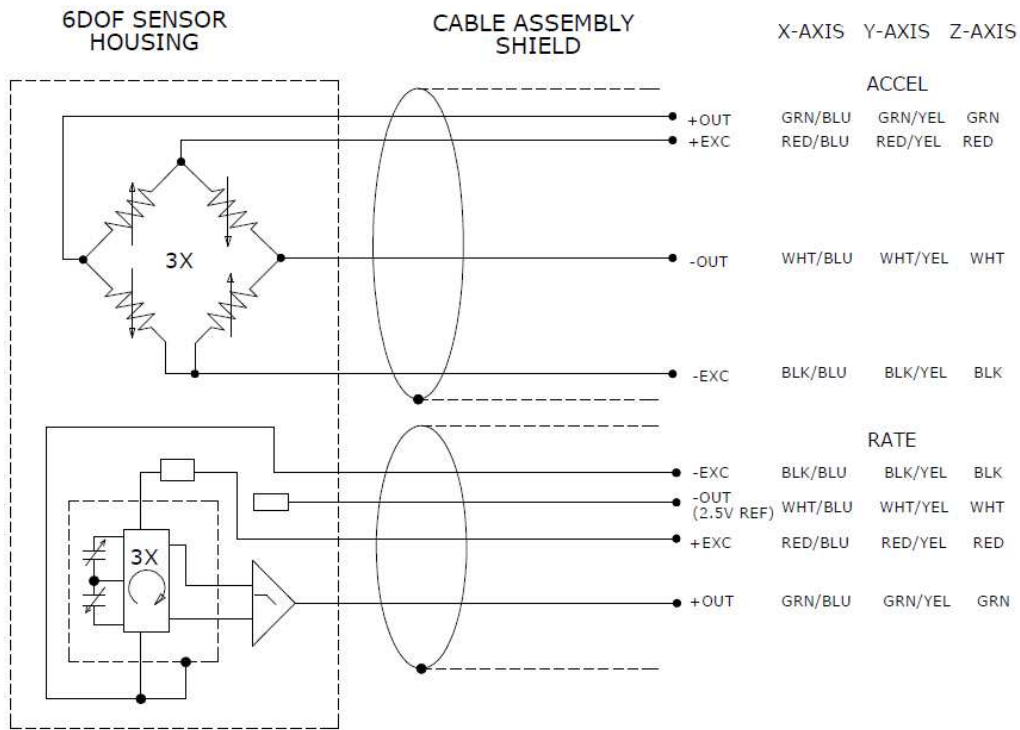 6DOF SENSOR
HOUSING
CABLE ASSEMBLY
SHIELD
X-AXIS Y-AXIS Z-AXIS
ACCEL
+OUT GRN/BLU GRN/YEL GRN
+EXC RED/BLU RED/YEL RED
3X
-OUT WHT/BLU WHT/YEL WHT
-EXC BLK/BLU BLK/YEL BLK
RATE
-EXC BLK/BLU BLK/YEL BLK
-OUT
(2.5V REF) WHT/BLU WHT/YEL WHT
+EXC RED/BLU RED/YEL RED
3X
+OUT GRN/BLU GRN/YEL GRN